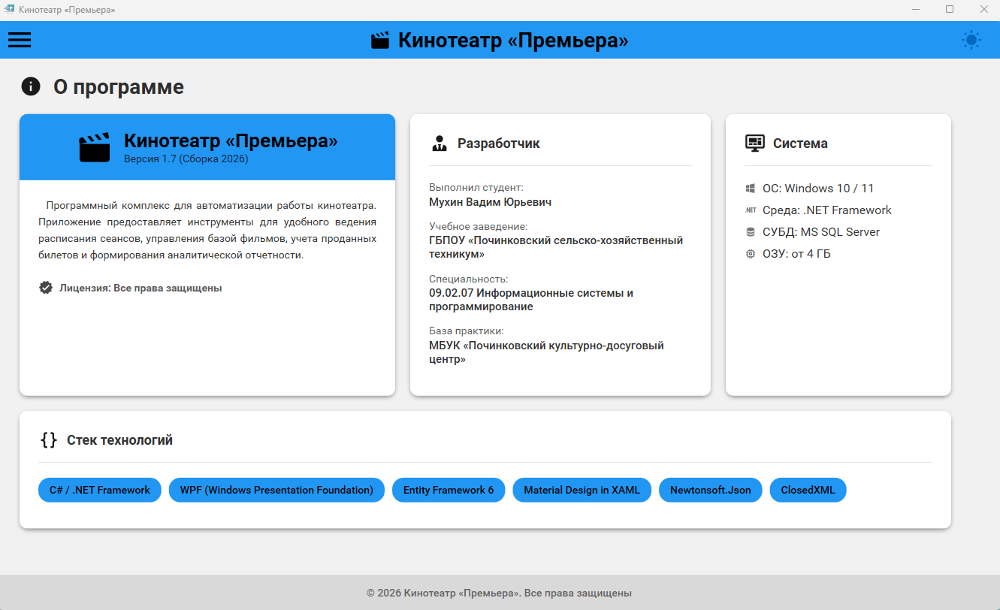 Кинотеатр «Премьера»
Кинотеатр «Премьера»
О программе
Кинотеатр «Премьера»
Версия 1.7 (Сборка 2026)
Программный комплекс для автоматизации работы кинотеатра.
Приложение предоставляет инструменты для удобного ведения
расписания сеансов, управления базой фильмов, учета проданных
билетов и формирования аналитической отчетности.
Лицензия: Все права защищены
Разработчик
Выполнил студент:
Мухин Вадим Юрьевич
Учебное заведение:
ГБПОУ «Починковский сельско-хозяйственный
техникум»
Специальность:
09.02.07 Информационные системы и
программирование
База практики:
МБУК «Починковский культурно-досуговый
центр»
Система
ОС: Windows 10 / 11
.NET Среда: .NET Framework
СУБД: MS SQL Server
ОЗУ: от 4 ГБ
{} Стек технологий
C# / .NET Framework
WPF (Windows Presentation Foundation)
Entity Framework 6
Material Design in XAML
Newtonsoft.Json
ClosedXML
© 2026 Кинотеатр «Премьера». Все права защищены